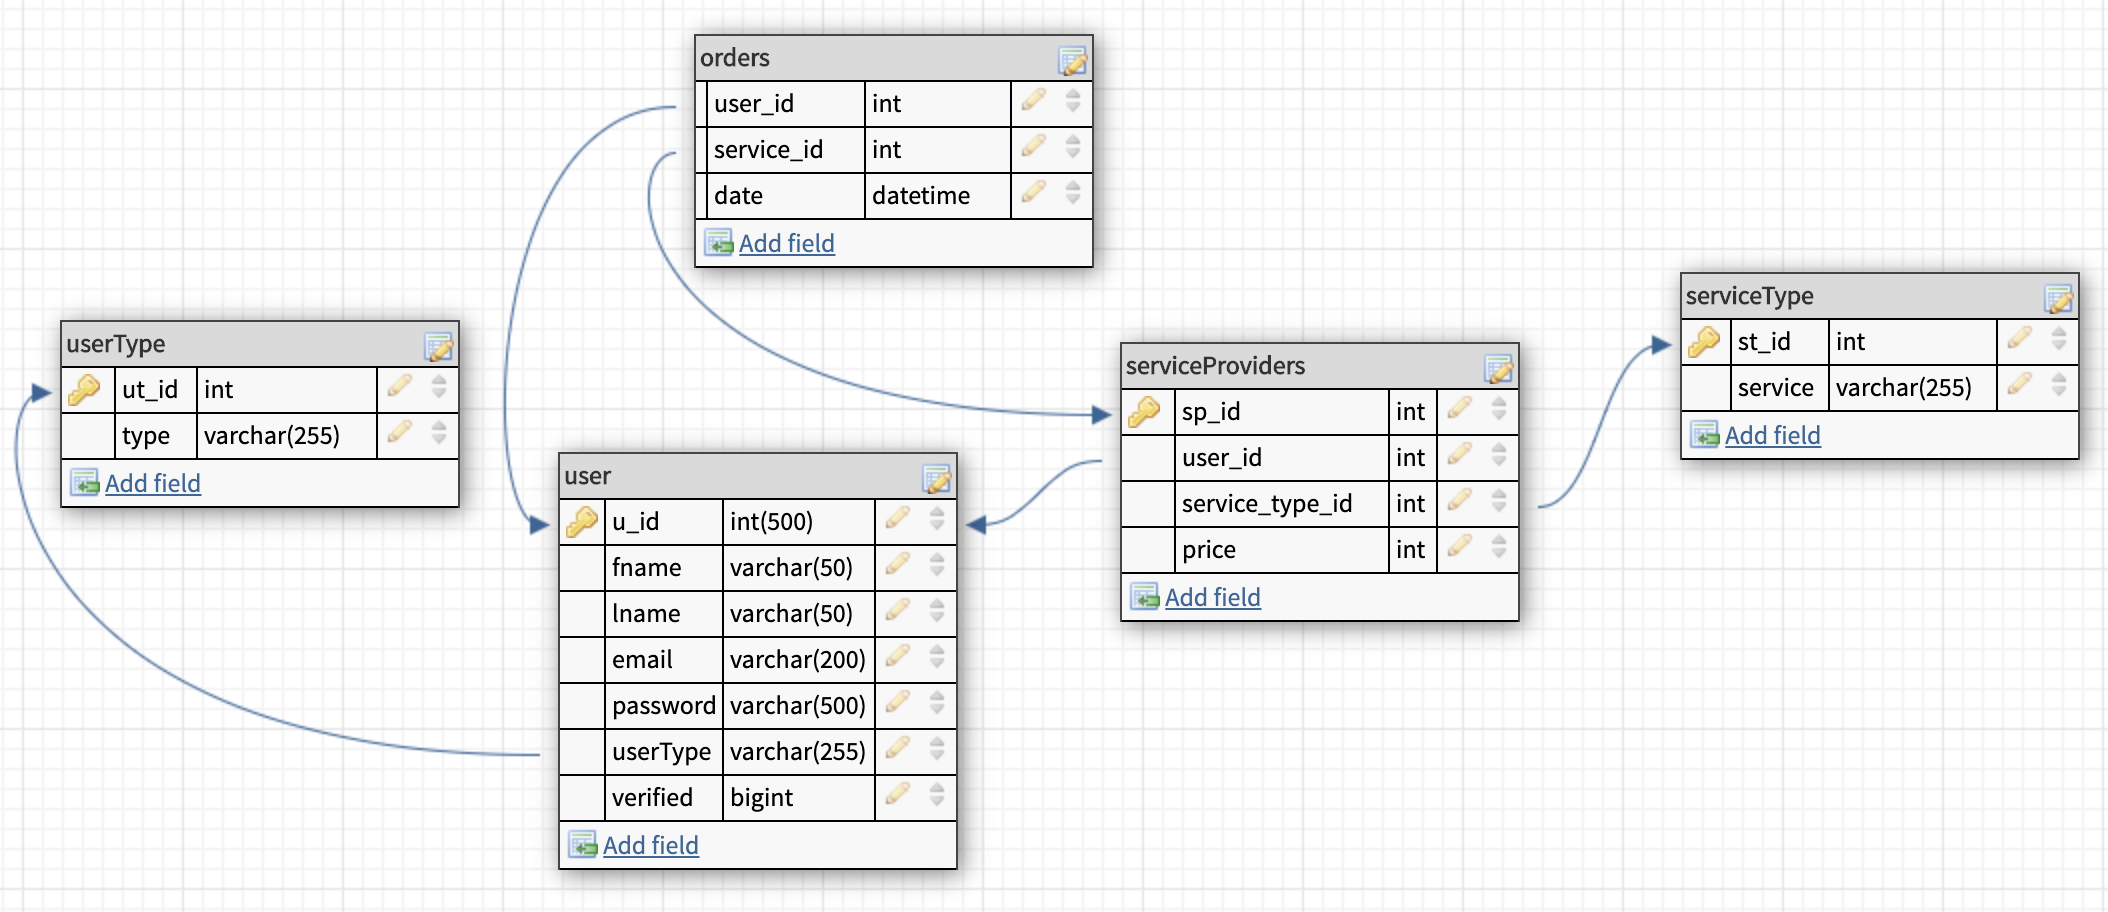 orders
user_id int
service_id int
date datetime
Add field
userType
ut_id int
type varchar(255)
Add field
user
u_id int(500)
fname varchar(50)
lname varchar(50)
email varchar(200)
password varchar(500)
userType varchar(255)
verified bigint
Add field
serviceProviders
sp_id int
user_id int
service_type_id int
price int
Add field
serviceType
st_id int
service varchar(255)
Add field